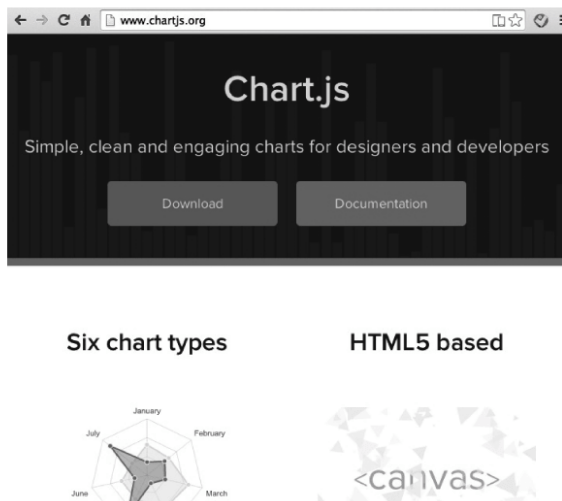 www.chartjs.org
Chart.js
Simple, clean and engaging charts for designers and developers
Download
Documentation
Six chart types
HTML5 based
January
July
February
June
March
<canvas>